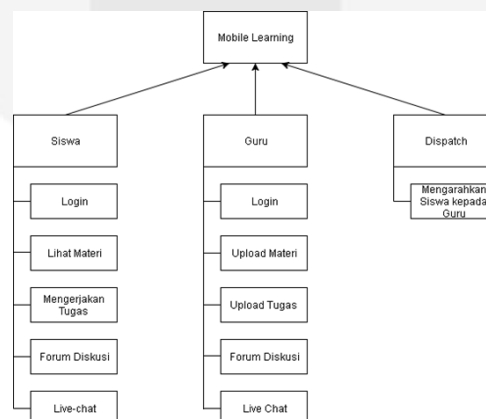 Mobile Learning
Siswa
Guru
Dispatch
Login
Login
Mengarahkan
Siswa kepada
Guru
Lihat Materi
Upload Materi
Mengerjakan
Tugas
Upload Tugas
Forum Diskusi
Forum Diskusi
Live-chat
Live Chat